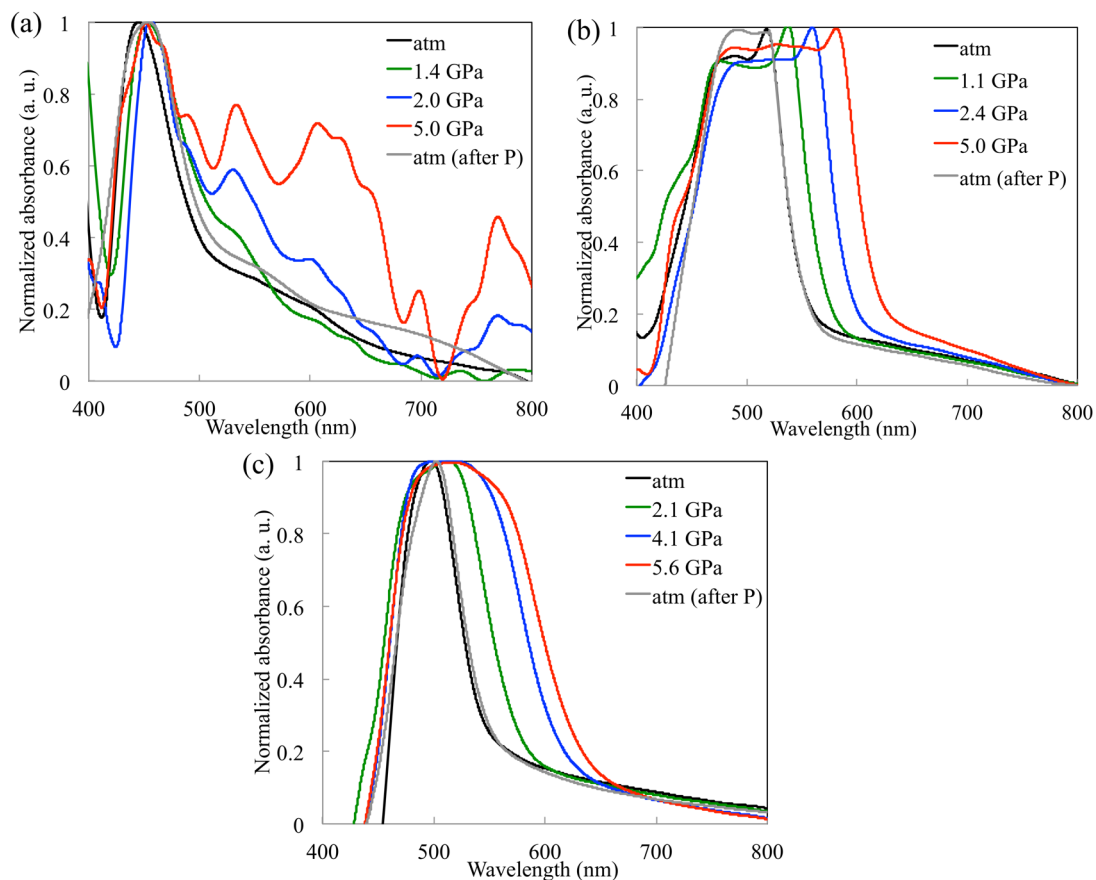 (a)
Normalized absorbance (a. u.)
1
0.8
0.6
0.4
0.2
0
400 500 600 700 800
Wavelength (nm)
atm
1.4 GPa
2.0 GPa
5.0 GPa
atm (after P)
(b)
Normalized absorbance (a. u.)
1
0.8
0.6
0.4
0.2
0
400 500 600 700 800
Wavelength (nm)
atm
1.1 GPa
2.4 GPa
5.0 GPa
atm (after P)
(c)
Normalized absorbance (a. u.)
1
0.8
0.6
0.4
0.2
0
400 500 600 700 800
Wavelength (nm)
atm
2.1 GPa
4.1 GPa
5.6 GPa
atm (after P)